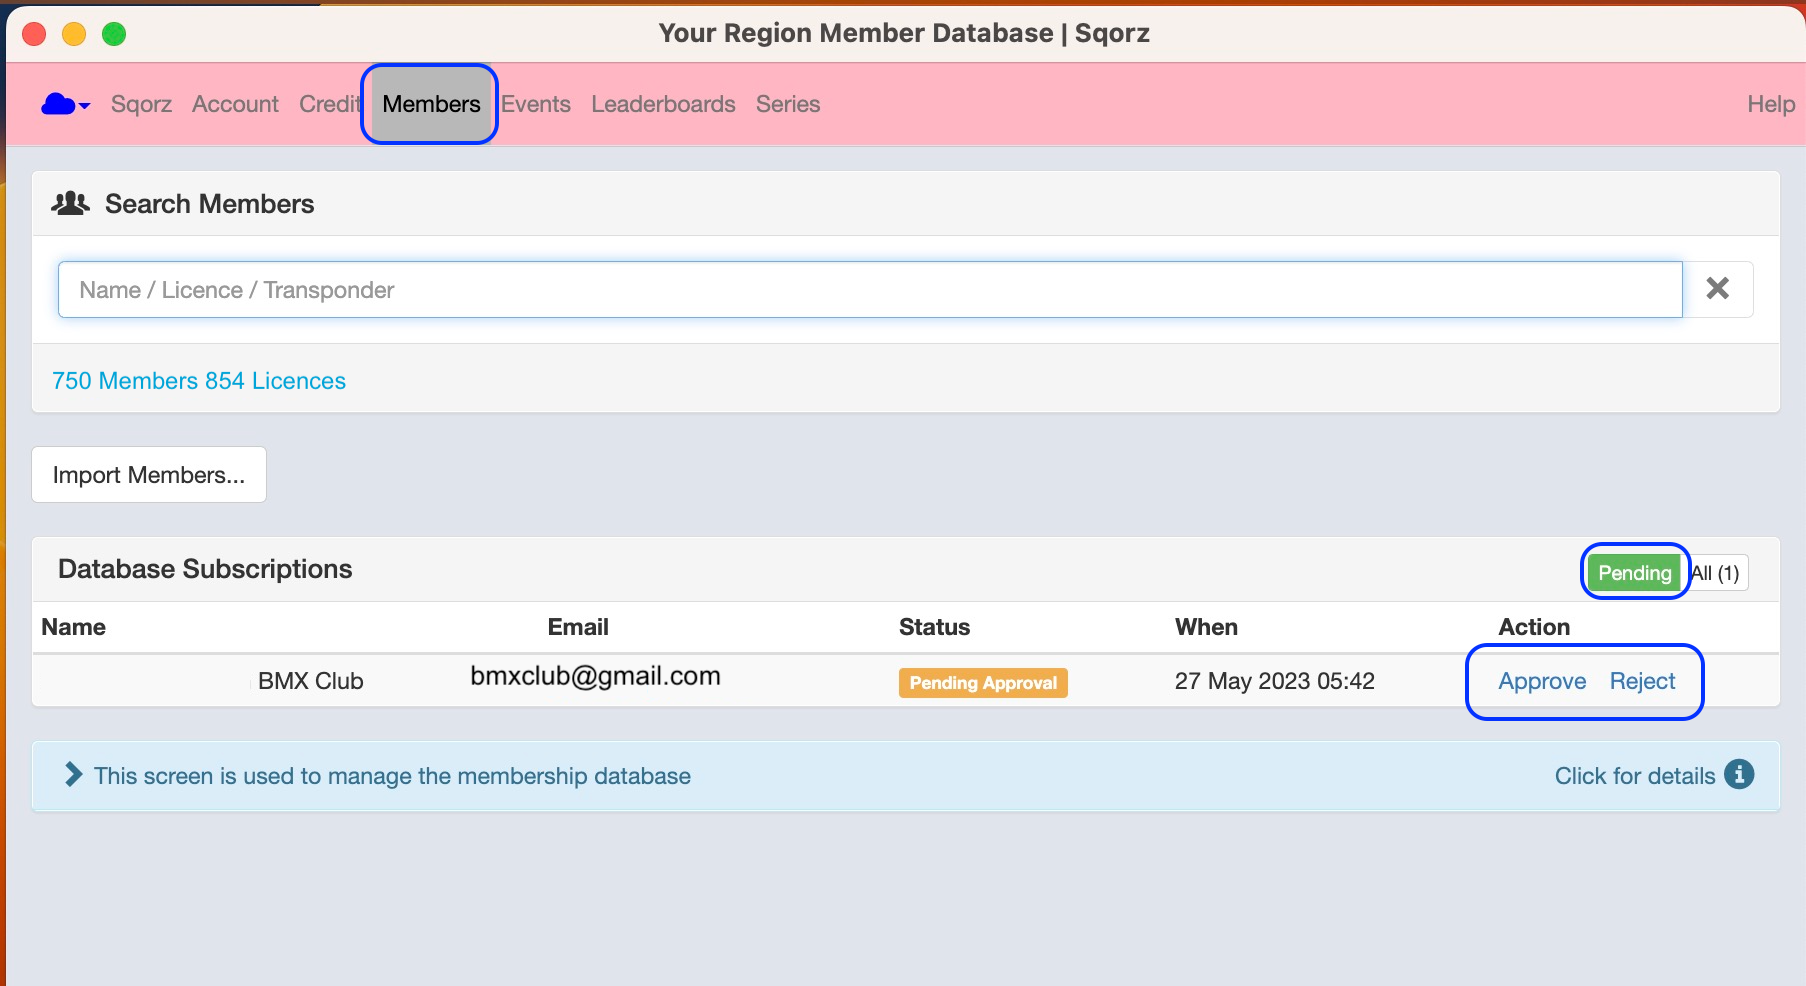 Your Region Member Database | Sqorz
Sqorz Account Credit Members Events Leaderboards Series Help
Search Members
Name / Licence / Transponder
750 Members 854 Licences
Import Members...
Database Subscriptions Pending All (1)
Name Email Status When Action
BMX Club bmxclub@gmail.com Pending Approval 27 May 2023 05:42 Approve Reject
This screen is used to manage the membership database Click for details